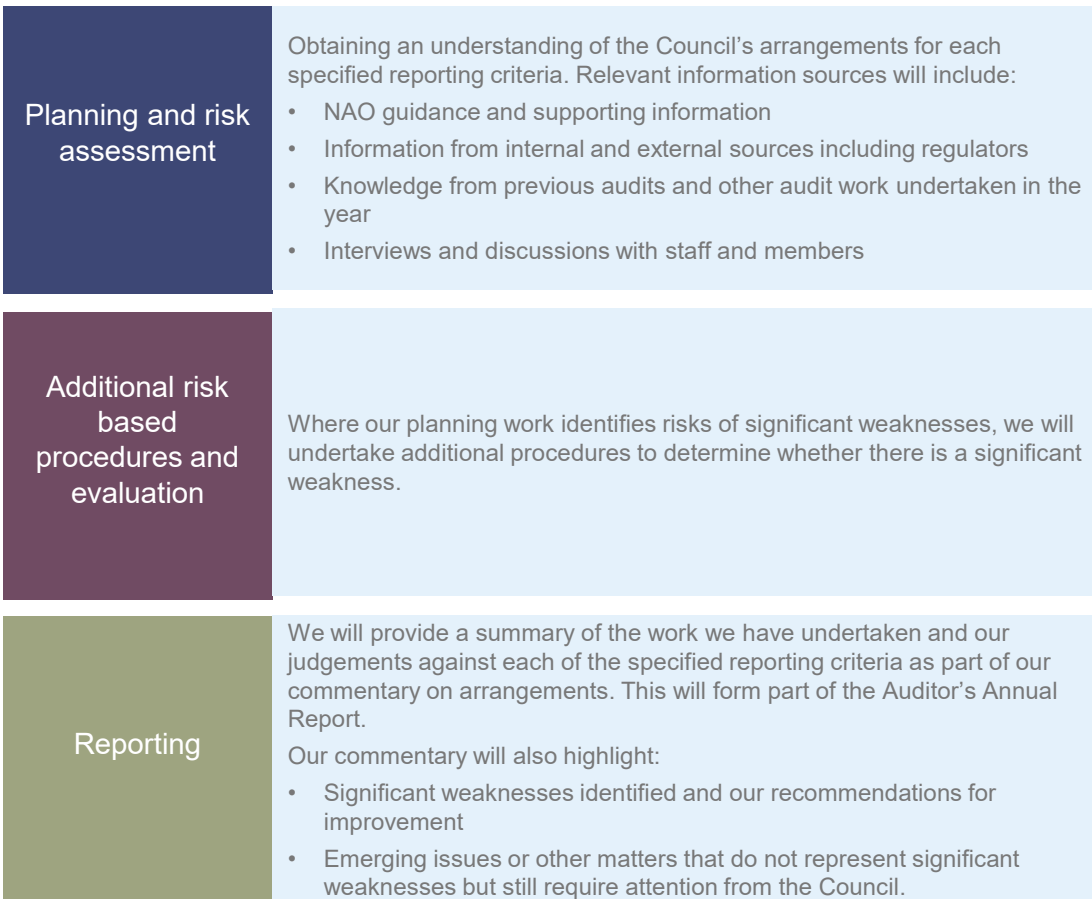 Planning and risk
assessment
Obtaining an understanding of the Council's arrangements for each
specified reporting criteria. Relevant information sources will include:
• NAO guidance and supporting information
• Information from internal and external sources including regulators
• Knowledge from previous audits and other audit work undertaken in the
year
• Interviews and discussions with staff and members
Additional risk
based
procedures and
evaluation
Where our planning work identifies risks of significant weaknesses, we will
undertake additional procedures to determine whether there is a significant
weakness.
Reporting
We will provide a summary of the work we have undertaken and our
judgements against each of the specified reporting criteria as part of our
commentary on arrangements. This will form part of the Auditor's Annual
Report.
Our commentary will also highlight:
• Significant weaknesses identified and our recommendations for
improvement
• Emerging issues or other matters that do not represent significant
weaknesses but still require attention from the Council.